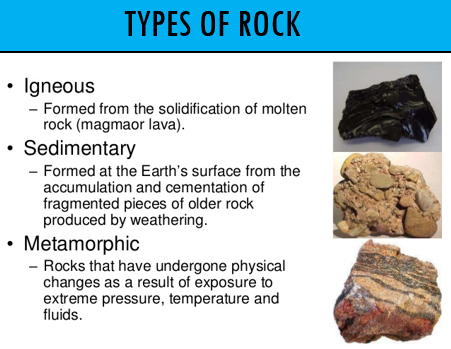 TYPES OF ROCK
• Igneous
– Formed from the solidification of molten
rock (magmaor lava).
• Sedimentary
– Formed at the Earth's surface from the
accumulation and cementation of
fragmented pieces of older rock
produced by weathering.
• Metamorphic
– Rocks that have undergone physical
changes as a result of exposure to
extreme pressure, temperature and
fluids.